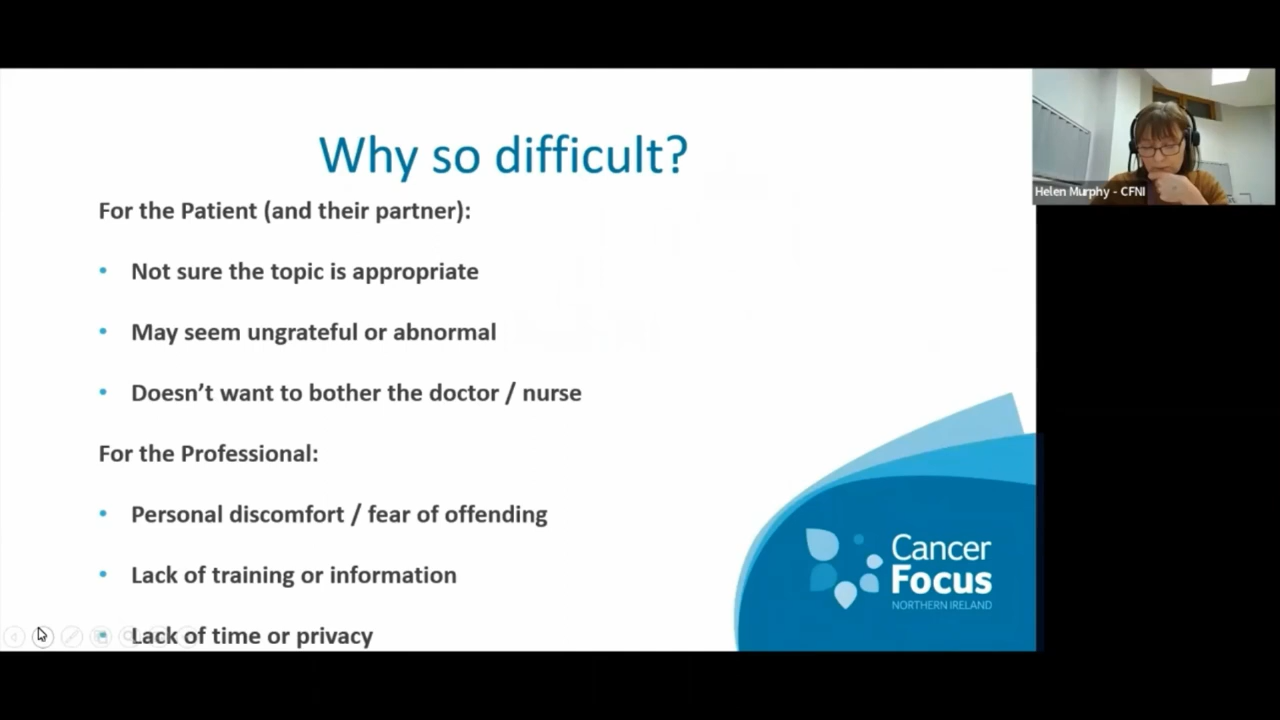 Why so difficult?
For the Patient (and their partner):
• Not sure the topic is appropriate
• May seem ungrateful or abnormal
• Doesn't want to bother the doctor / nurse
For the Professional:
• Personal discomfort / fear of offending
• Lack of training or information
• Lack of time or privacy
Cancer
Focus
NORTHERN IRELAND
Helen Murphy - CFNI